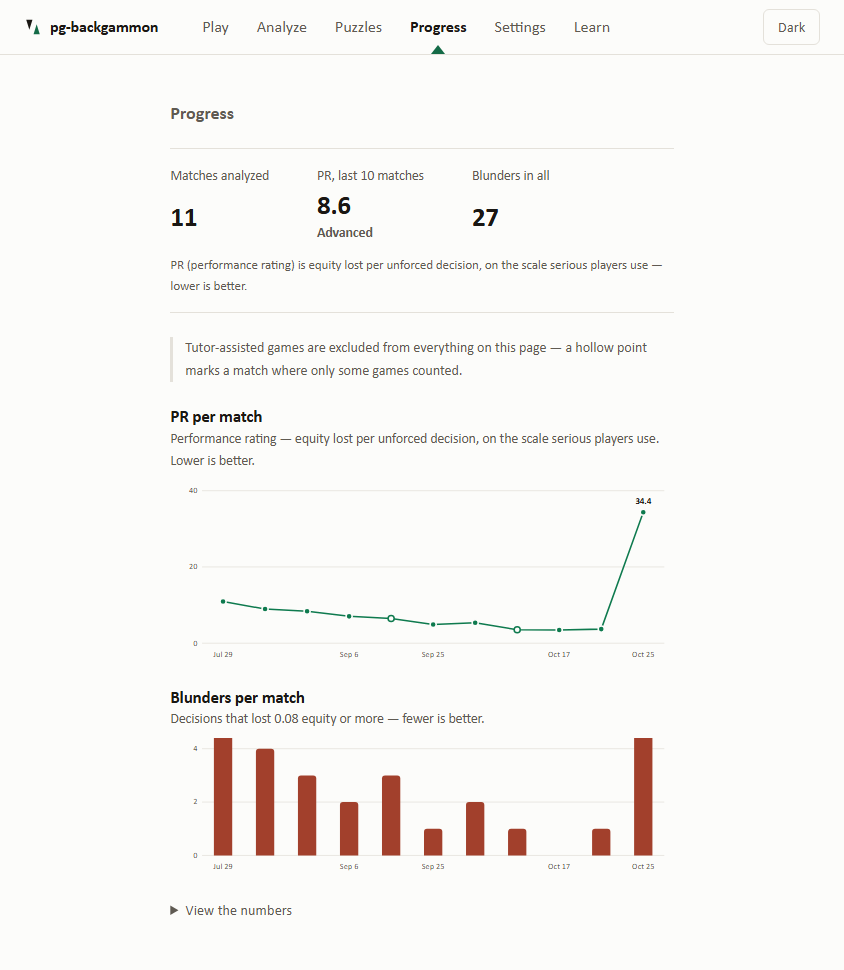 pg-backgammon Play Analyze Puzzles Progress Settings Learn Dark
Progress
Matches analyzed PR, last 10 matches Blunders in all
11 8.6 27
Advanced
PR (performance rating) is equity lost per unforced decision, on the scale serious players use —
lower is better.
Tutor-assisted games are excluded from everything on this page — a hollow point
marks a match where only some games counted.
PR per match
Performance rating — equity lost per unforced decision, on the scale serious players use.
Lower is better.
40
34.4
20
0
Jul 29 Sep 6 Sep 25 Oct 17 Oct 25
Blunders per match
Decisions that lost 0.08 equity or more — fewer is better.
4
2
0
Jul 29 Sep 6 Sep 25 Oct 17 Oct 25
View the numbers